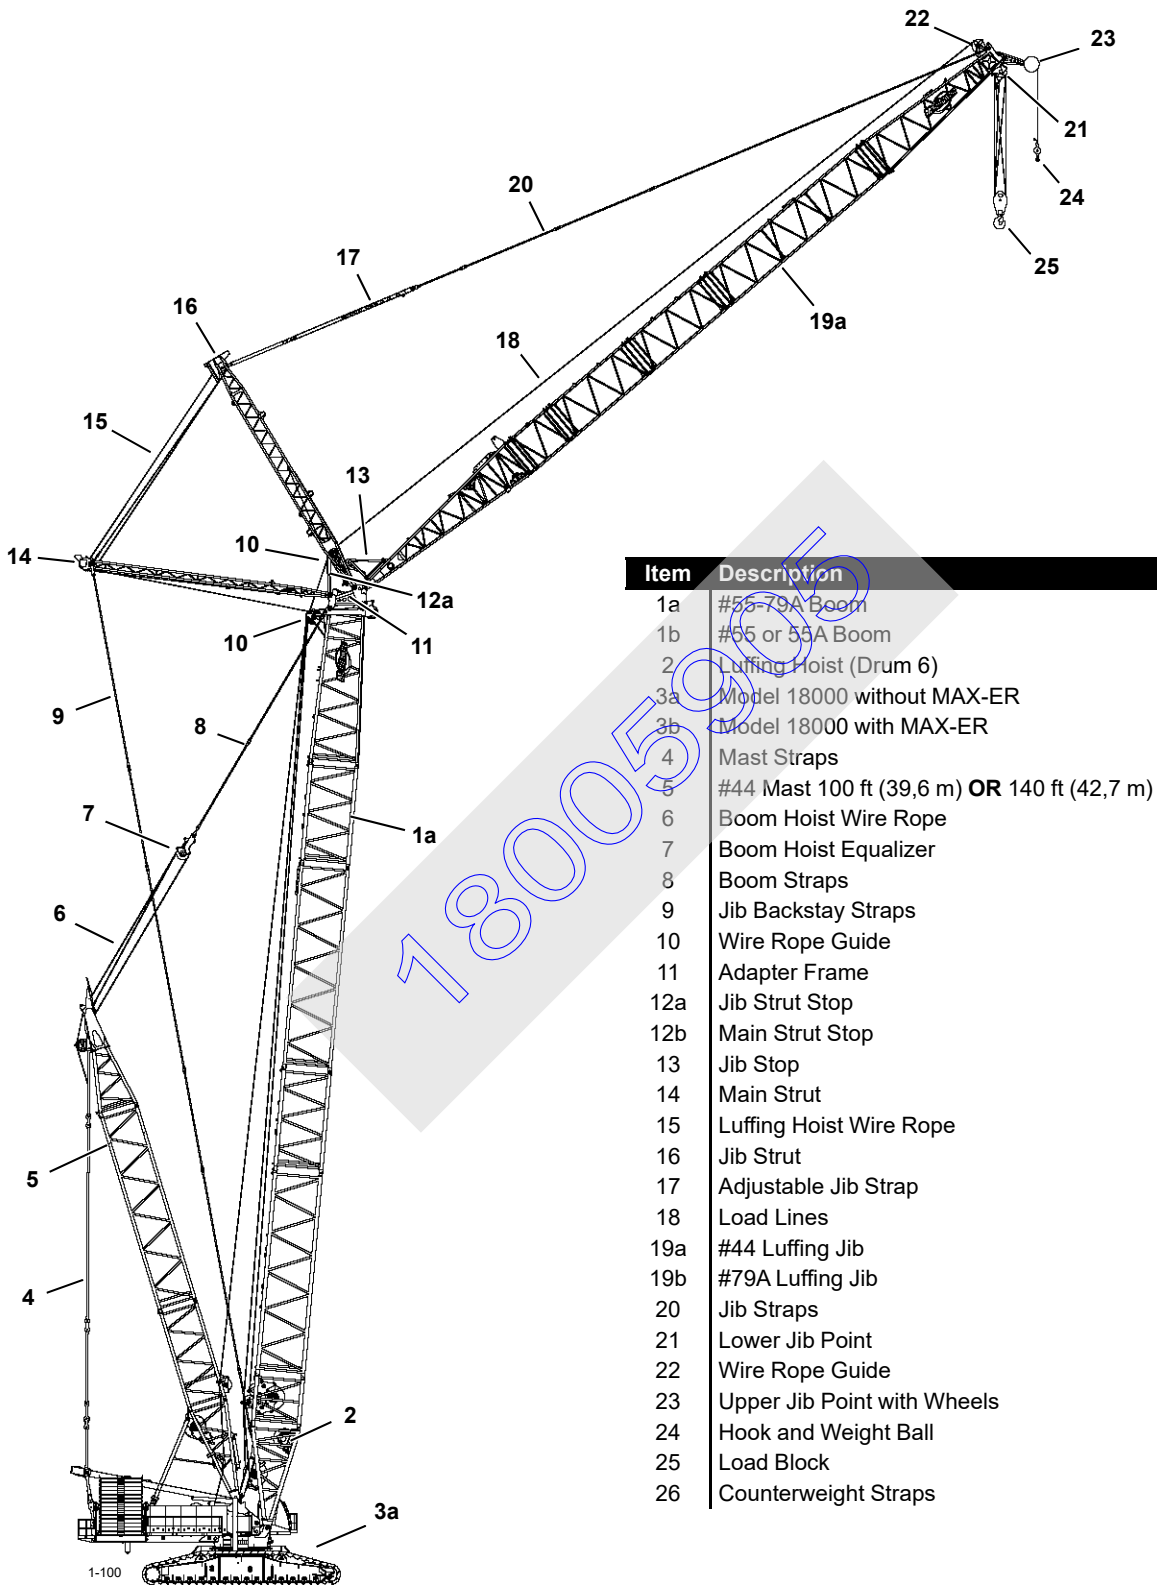 22
23
21
20
24
17
25
16
19a
18
15
13
10
14
12a
11
10
9
8
7
1a
6
5
4
2
3a
1-100
18005905
Item Description
1a #55-79A Boom
1b #55 or 55A Boom
2 Luffing Hoist (Drum 6)
3a Model 18000 without MAX-ER
3b Model 18000 with MAX-ER
4 Mast Straps
5 #44 Mast 100 ft (39,6 m) OR 140 ft (42,7 m)
6 Boom Hoist Wire Rope
7 Boom Hoist Equalizer
8 Boom Straps
9 Jib Backstay Straps
10 Wire Rope Guide
11 Adapter Frame
12a Jib Strut Stop
12b Main Strut Stop
13 Jib Stop
14 Main Strut
15 Luffing Hoist Wire Rope
16 Jib Strut
17 Adjustable Jib Strap
18 Load Lines
19a #44 Luffing Jib
19b #79A Luffing Jib
20 Jib Straps
21 Lower Jib Point
22 Wire Rope Guide
23 Upper Jib Point with Wheels
24 Hook and Weight Ball
25 Load Block
26 Counterweight Straps